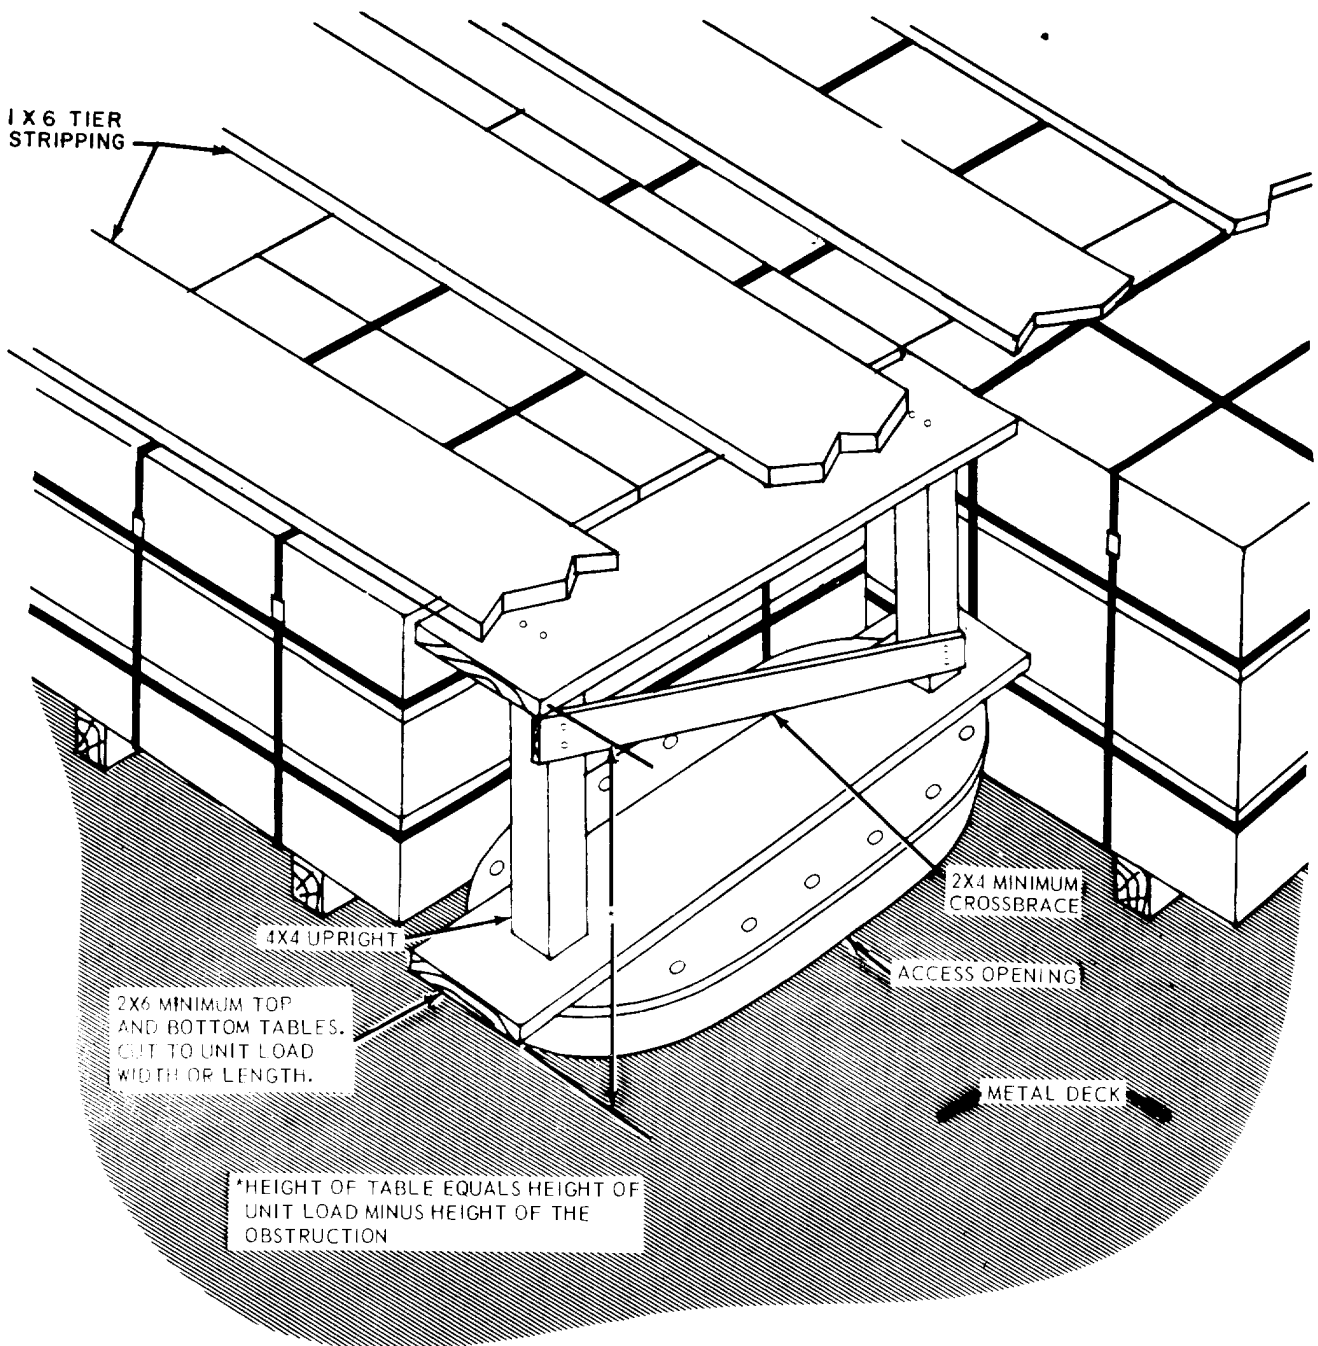 1X6 TIER
STRIPPING
2X4 MINIMUM
CROSSBRACE
4X4 UPRIGHT
ACCESS OPENING
2X6 MINIMUM TOP
AND BOTTOM TABLES.
CUT TO UNIT LOAD
WIDTH OR LENGTH.
METAL DECK
*HEIGHT OF TABLE EQUALS HEIGHT OF
UNIT LOAD MINUS HEIGHT OF THE
OBSTRUCTION